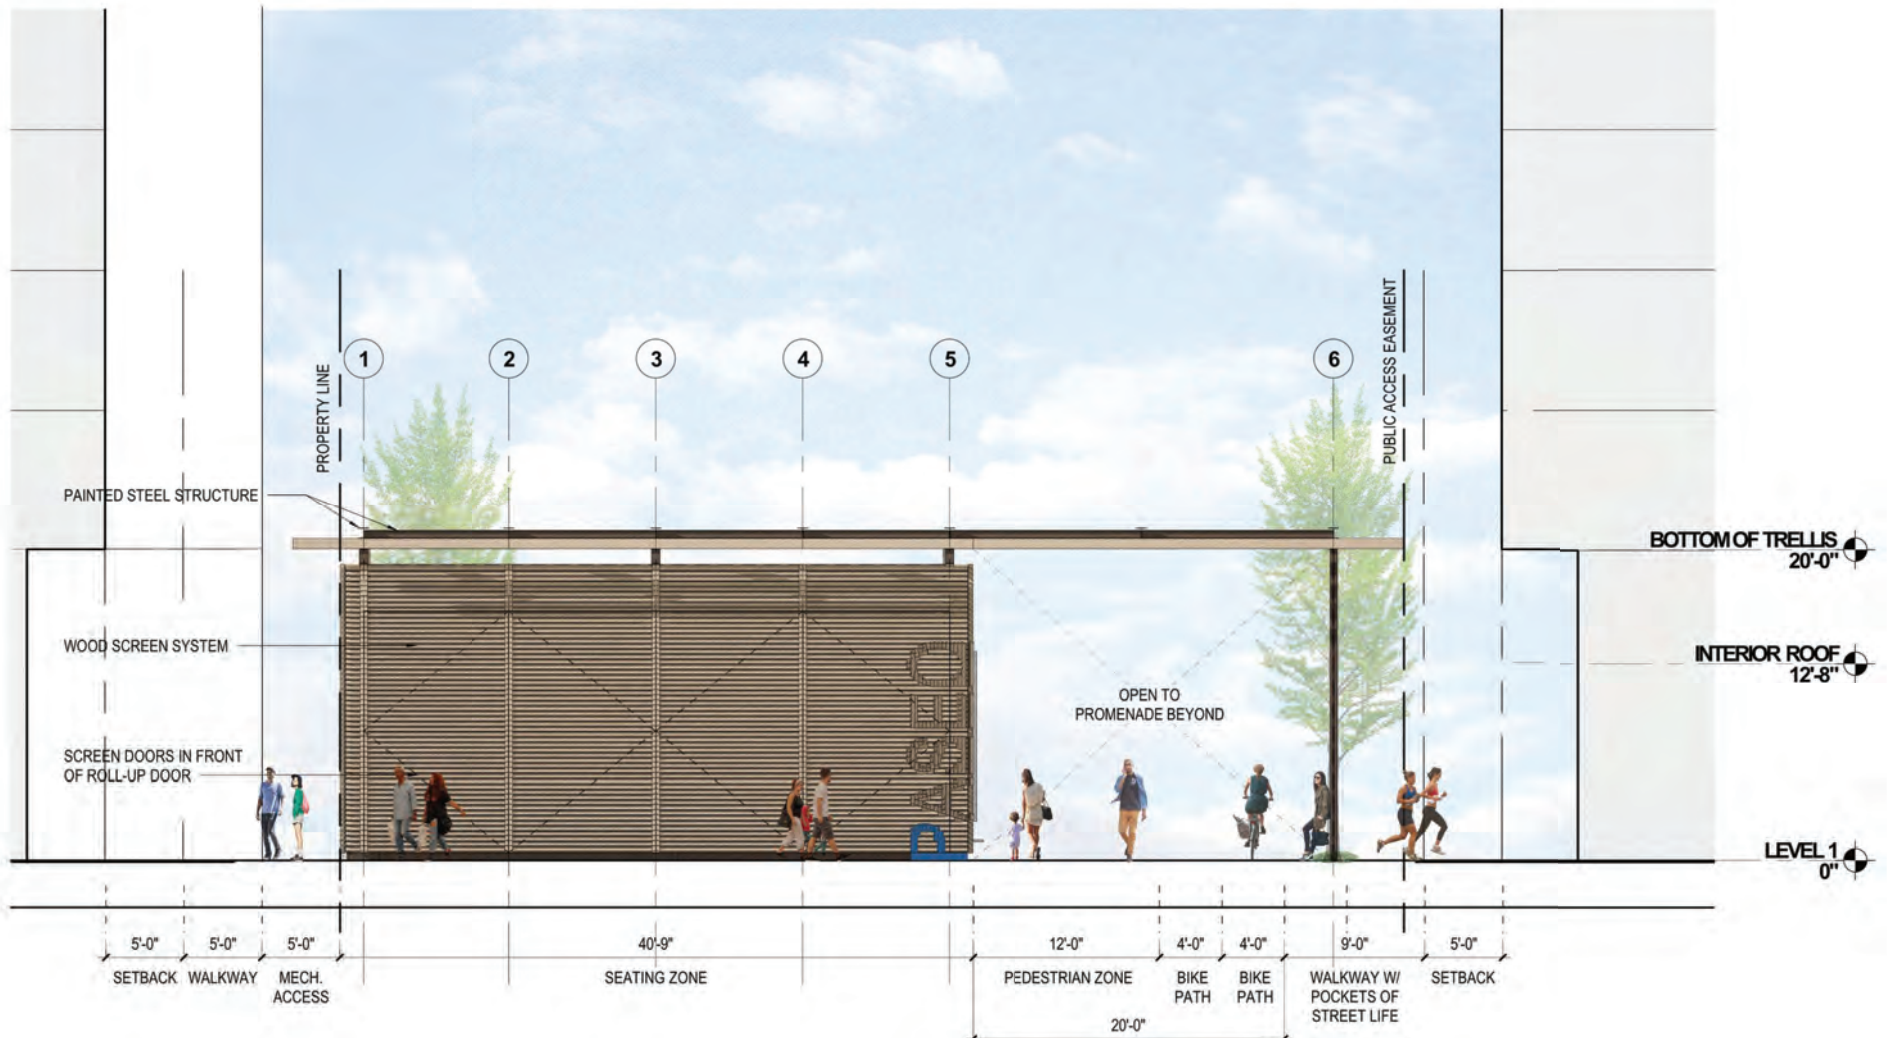 1
2
3
4
5
6
PROPERTY LINE
PUBLIC ACCESS EASEMENT
PAINTED STEEL STRUCTURE
BOTTOM OF TRELLIS
20'-0"
WOOD SCREEN SYSTEM
INTERIOR ROOF
12'-8"
PASEO
OPEN TO
PROMENADE BEYOND
SCREEN DOORS IN FRONT
OF ROLL-UP DOOR
LEVEL 1
0"
5'-0" 5'-0" 5'-0" 40'-9" 12'-0" 4'-0" 4'-0" 9'-0" 5'-0"
SETBACK
WALKWAY
MECH.
ACCESS
SEATING ZONE
PEDESTRIAN ZONE
BIKE
PATH
BIKE
PATH
WALKWAY W/
POCKETS OF
STREET LIFE
SETBACK
20'-0"